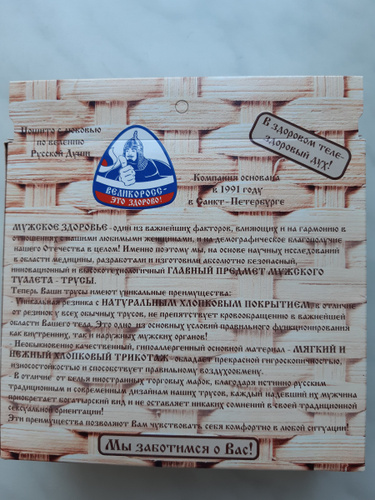 Пошито с любовью
по велению
Русской Души
ВЕЛИКОРОСС-
ЭТО ЗДОРОВО!
В здоровом теле-
здоровый дух!
Компания основана
в 1991 году
в Санкт-Петербурге
МУЖСКОЕ ЗДОРОВЬЕ -один из важнейших факторов, влияющих и на гармонию в
отношениях с нашими любимыми женщинами, и на демографическое благополучие
нашего Отечества в целом! Именно поэтому мы, на основе научных исследований
в области медицины, разработали и изготовили абсолютно безопасный,
инновационный и высокотехнологичный ГЛАВНЫЙ ПРЕДМЕТ МУЖСКОГО
ТУАЛЕТА - ТРУСЫ.
Теперь Ваши трусы имеют уникальные преимущества:
Уникальная резинка с НАТУРАЛЬНЫМ ХЛОПКОВЫМ ПОКРЫТИЕМ, в отличие
от резинок всех обычных трусов, не препятствует кровообращению в важнейшей
области Вашего тела. Это одно из основных условий правильного функционирования
как внутренних, так и наружных мужских органов!
Необыкновенно качественный, гипоаллергенный основной материал - МЯГКИЙ И
НЕЖНЫЙ ХЛОПКОВЫЙ ТРИКОТАЖ - обладает прекрасной гигроскопичностью,
износостойкостью и способствует правильному воздухообмену.
В отличие от белья иностранных торговых марок, благодаря истинно русским
традиционным и современным дизайнам наших трусов, каждый надевший их мужчина
приобретает богатырский вид и не оставляет никаких сомнений в своей традиционной
сексуальной ориентации!
Эти преимущества позволяют Вам чувствовать себя комфортно в любой ситуации!
Мы заботимся о Вас!